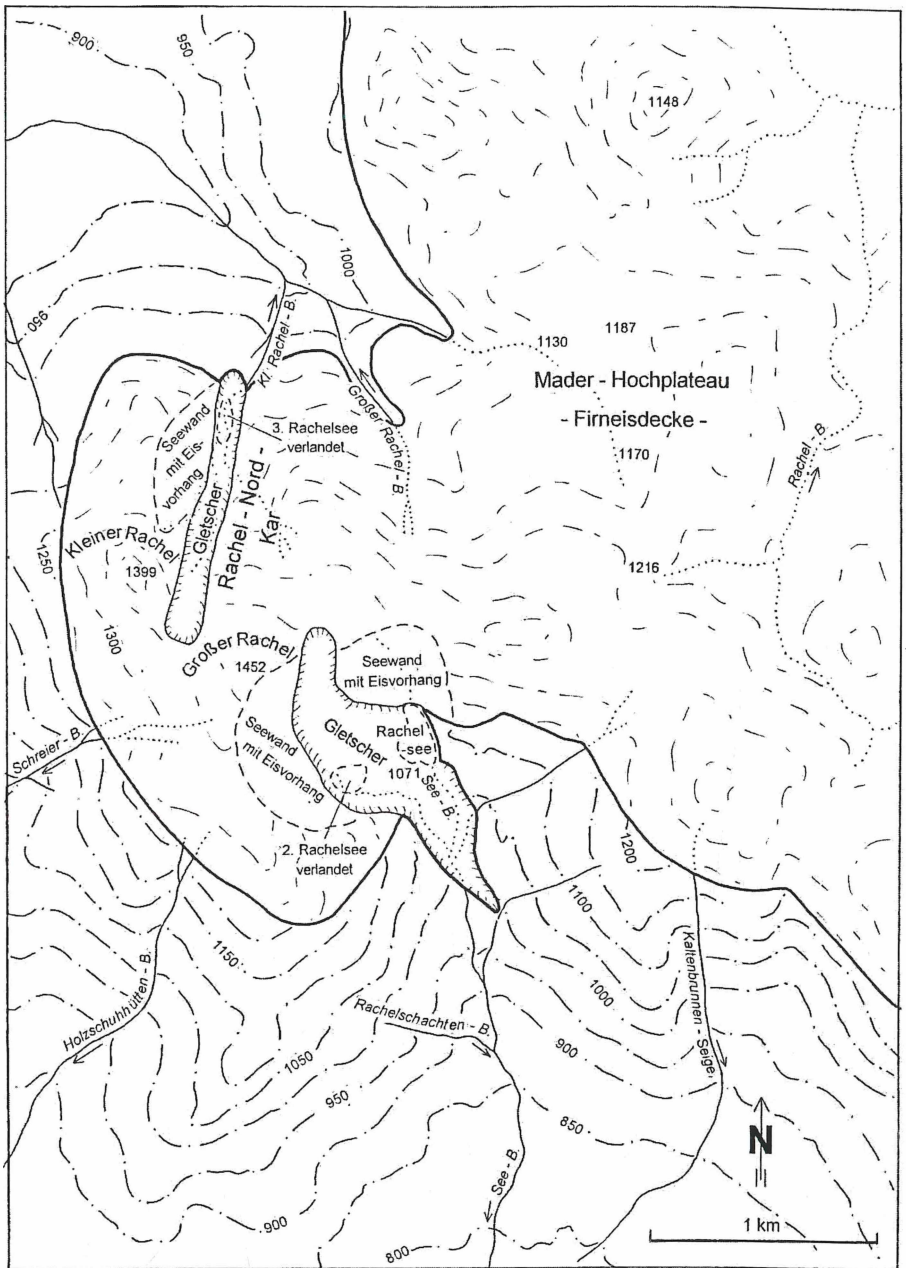 900
950
1148
1000
950
Kl. Rachel - B.
Großer Rachel - B.
1130
1187
Mader - Hochplateau
- Firneisdecke -
1170
Rachel - B.
Seewand
mit Eis-
vorhang
3. Rachelsee
verlandet
Gletscher
Rachel - Nord -
Kar
Kleiner Rachel
1399
1250
1216
1300
Großer Rachel
1452
Seewand
mit Eisvorhang
Seewand
mit Eisvorhang
Gletscher
Rachel
-see
1071
See - B.
Schreier - B.
2. Rachelsee
verlandet
1200
1100
1150
Holzschuhhütten - B.
Rachelschachten - B.
1000
Kaltenbrunnen - Seige
1050
900
950
850
N
See - B.
900
800
1 km